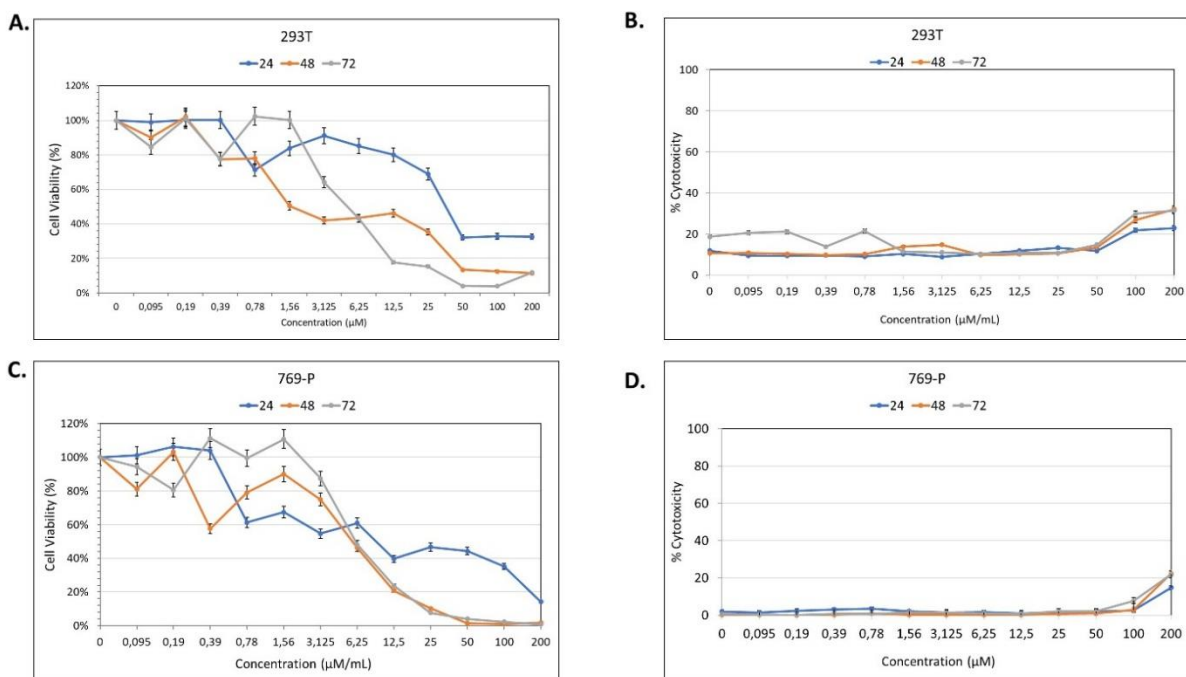 A.
293T
24 48 72
120%
100%
80%
60%
40%
20%
0%
Cell Viability (%)
0 0,095 0,19 0,39 0,78 1,56 3,125 6,25 12,5 25 50 100 200
Concentration (µM)
B.
293T
24 48 72
100
80
60
40
20
0
% Cytotoxicity
0 0,095 0,19 0,39 0,78 1,56 3,125 6,25 12,5 25 50 100 200
Concentration (µM/mL)
C.
769-P
24 48 72
120%
100%
80%
60%
40%
20%
0%
Cell Viability (%)
0 0,095 0,19 0,39 0,78 1,56 3,125 6,25 12,5 25 50 100 200
Concentration (µM/mL)
D.
769-P
24 48 72
100
80
60
40
20
0
% Cytotoxicity
0 0,095 0,19 0,39 0,78 1,56 3,125 6,25 12,5 25 50 100 200
Concentration (µM)